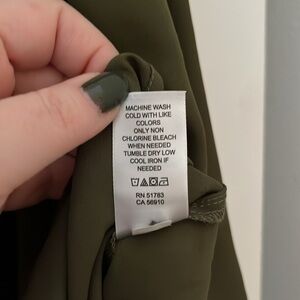 MACHINE WASH
COLD WITH LIKE
COLORS
ONLY NON
CHLORINE BLEACH
WHEN NEEDED
TUMBLE DRY LOW
COOL IRON IF
NEEDED
RN 51783
CA 56910